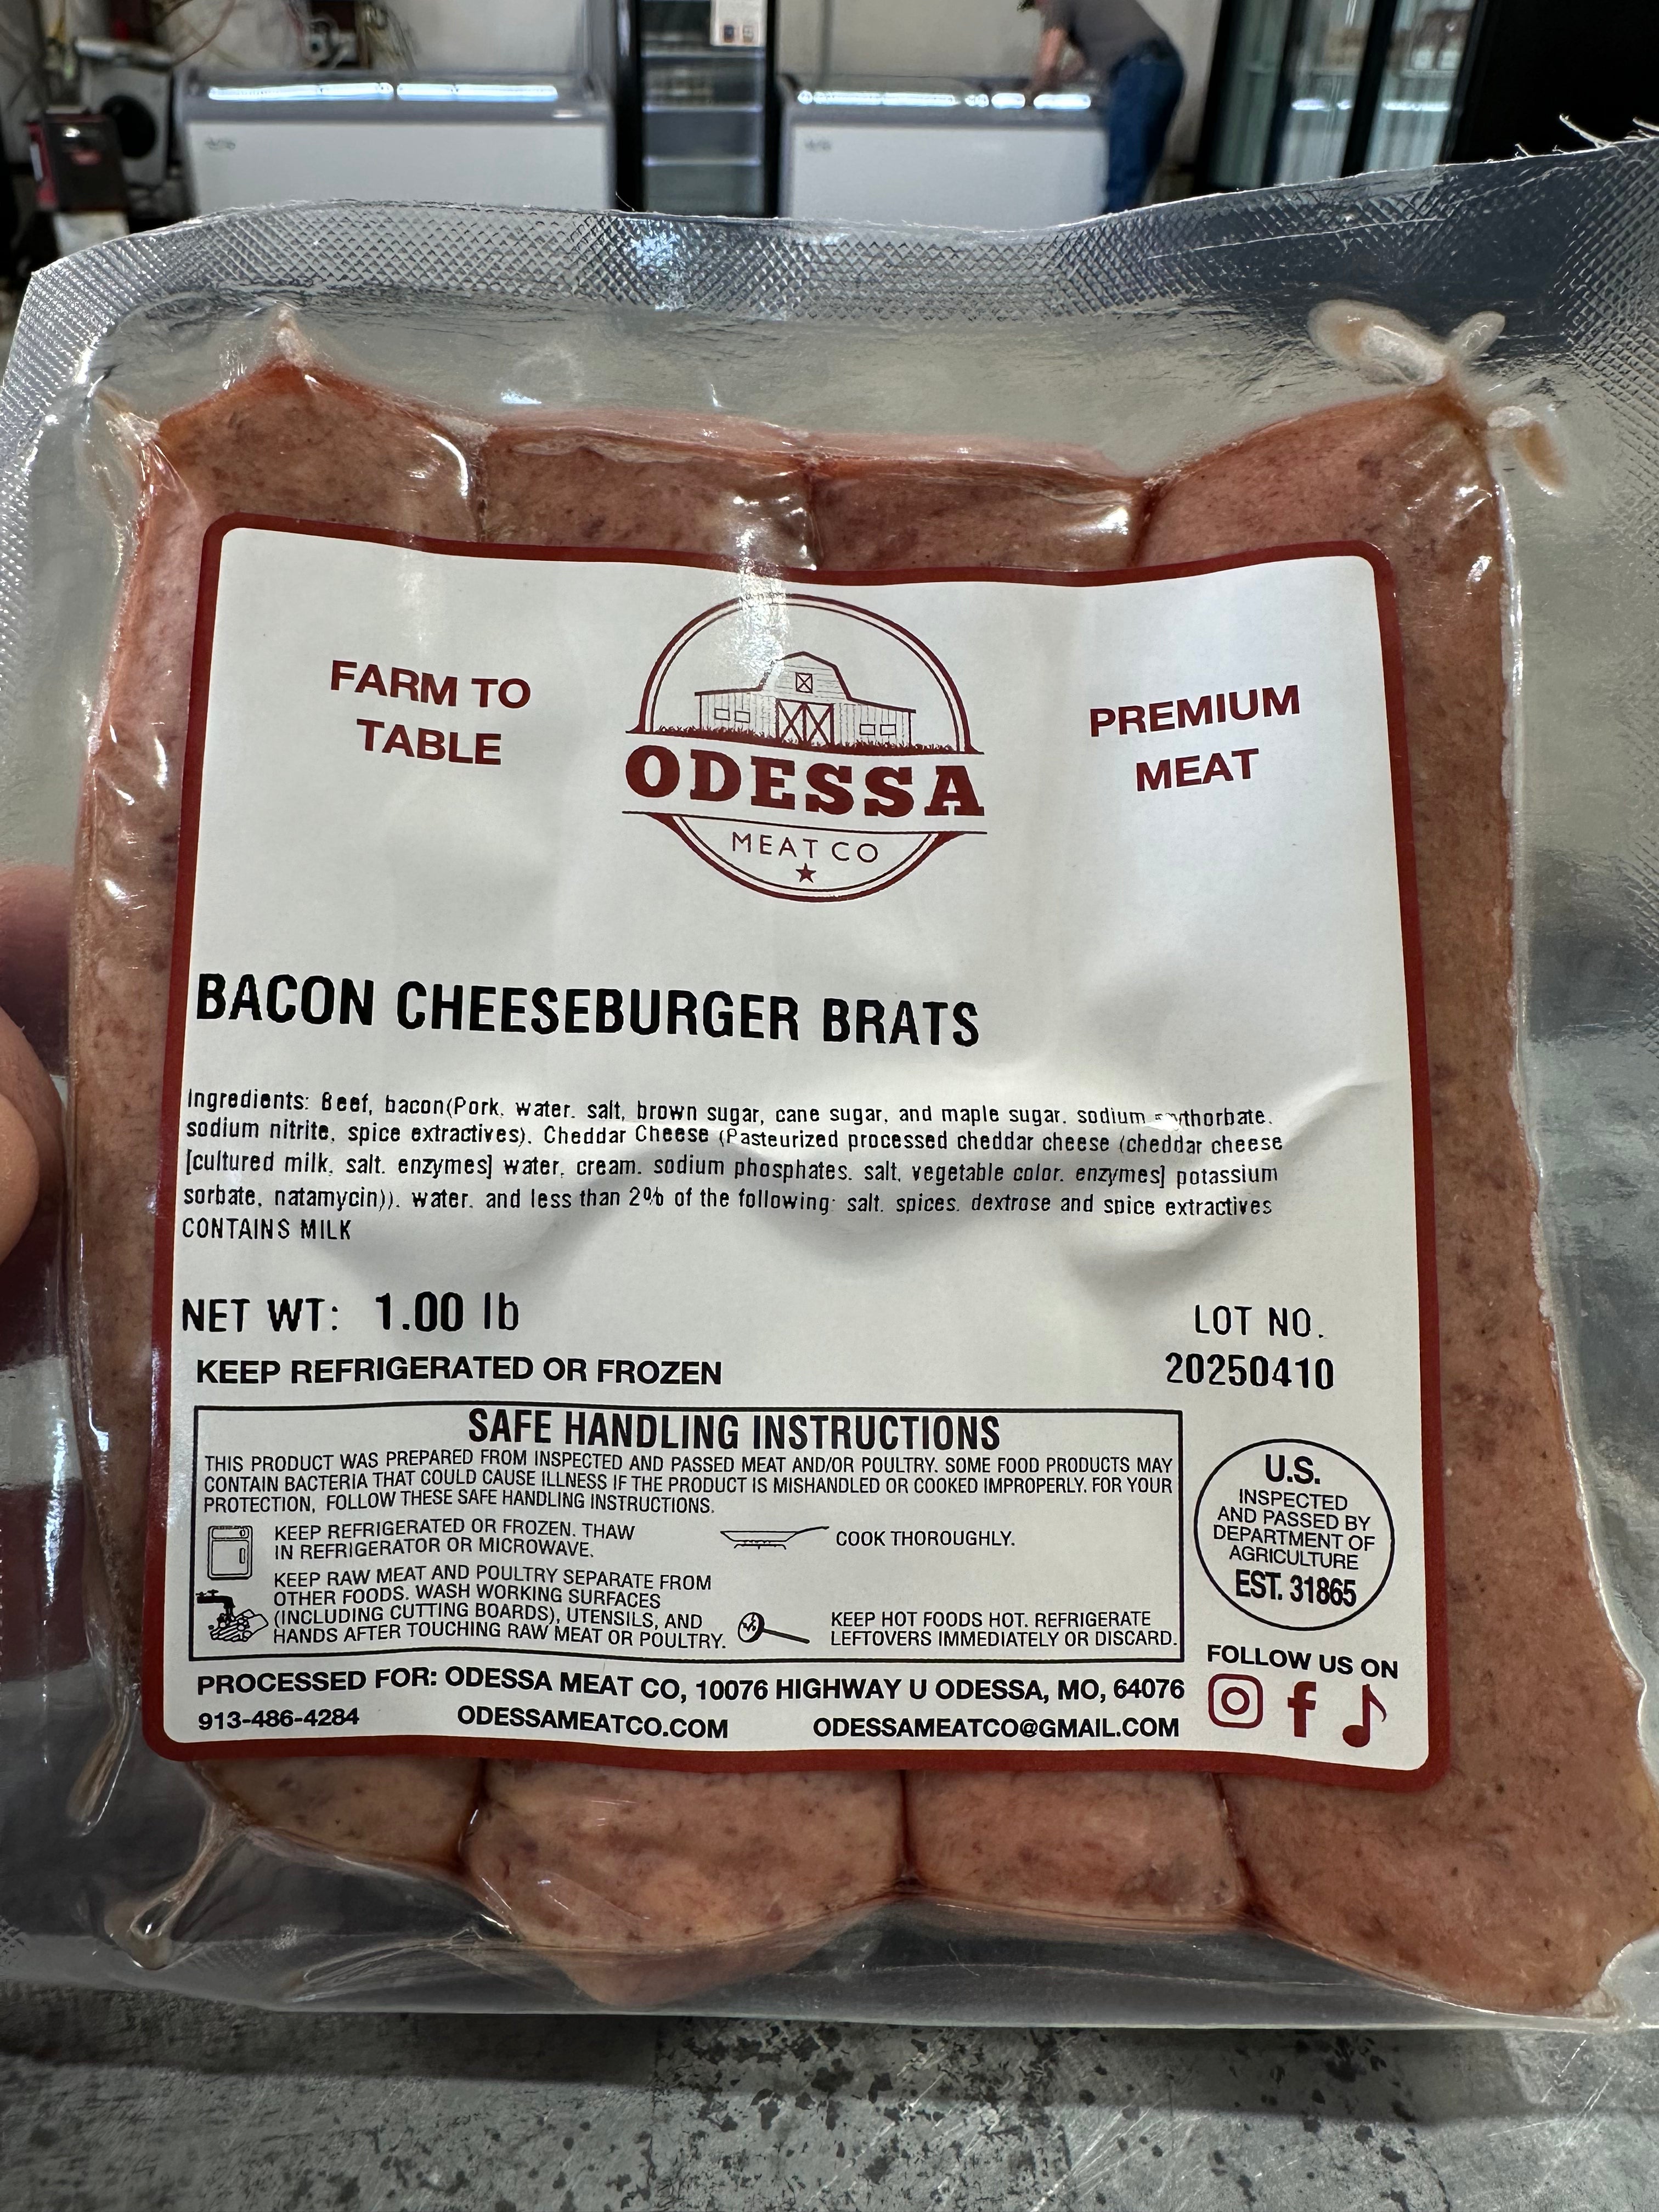 FARM TO
TABLE
ODESSA
MEAT CO
PREMIUM
MEAT
BACON CHEESEBURGER BRATS
Ingredients: Beef, bacon(Pork, water, salt, brown sugar, cane sugar, and maple sugar, sodium
sodium nitrite, spice extractives), Cheddar Cheese (Pasteurized processed cheddar cheese (cheddar cheese
[cultured milk, salt, enzymes] water, cream, sodium phosphates, salt, vegetable color, enzymes] potassium
sorbate, natamycin)), water, and less than 2% of the following: salt, spices, dextrose and spice extractives
CONTAINS MILK
NET WT: 1.00 lb
LOT NO.
20250410
KEEP REFRIGERATED OR FROZEN
SAFE HANDLING INSTRUCTIONS
THIS PRODUCT WAS PREPARED FROM INSPECTED AND PASSED MEAT AND/OR POULTRY. SOME FOOD PRODUCTS MAY
CONTAIN BACTERIA THAT COULD CAUSE ILLNESS IF THE PRODUCT IS MISHANDLED OR COOKED IMPROPERLY. FOR YOUR
PROTECTION, FOLLOW THESE SAFE HANDLING INSTRUCTIONS.
KEEP REFRIGERATED OR FROZEN. THAW
IN REFRIGERATOR OR MICROWAVE.
COOK THOROUGHLY.
KEEP RAW MEAT AND POULTRY SEPARATE FROM
OTHER FOODS. WASH WORKING SURFACES
(INCLUDING CUTTING BOARDS), UTENSILS, AND
HANDS AFTER TOUCHING RAW MEAT OR POULTRY.
KEEP HOT FOODS HOT. REFRIGERATE
LEFTOVERS IMMEDIATELY OR DISCARD.
U.S.
INSPECTED
AND PASSED BY
DEPARTMENT OF
AGRICULTURE
EST. 31865
PROCESSED FOR: ODESSA MEAT CO, 10076 HIGHWAY U ODESSA, MO, 64076
913-486-4284 ODESSAMEATCO.COM ODESSAMEATCO@GMAIL.COM
FOLLOW US ON